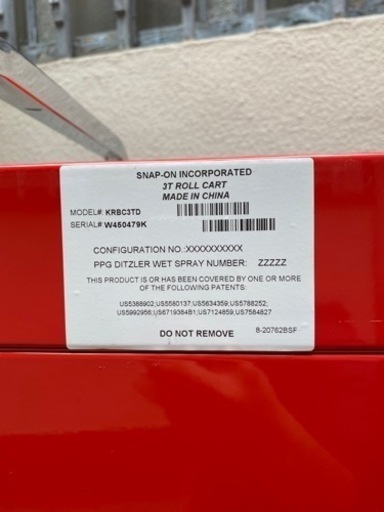 SNAP-ON INCORPORATED
3T ROLL CART
MADE IN CHINA
MODEL#: KRBC3TD
SERIAL#: W450479K
CONFIGURATION NO.:XXXXXXXXXX
PPG DITZLER WET SPRAY NUMBER: ZZZZZ
THIS PRODUCT IS OR HAS BEEN COVERED BY ONE OR MORE
OF THE FOLLOWING PATENTS:
US5388902;US5580137;US5634359;US5788252;
US5992956;US6719384B1;US7124859;US7584827
DO NOT REMOVE
8-20762BSF